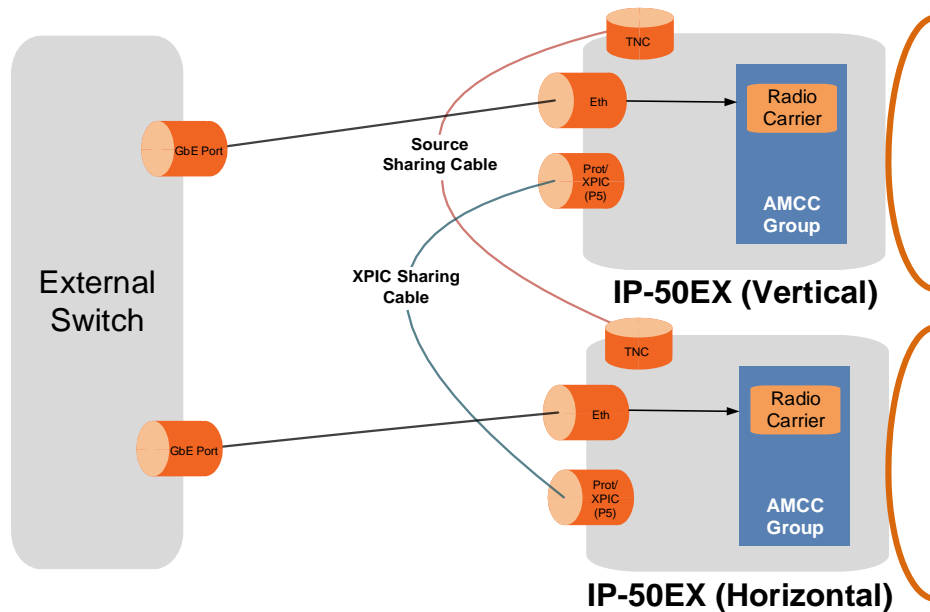 TNC
Eth
Radio
Carrier
GbE Port
Source
Sharing Cable
Prot/
XPIC
(P5)
AMCC
Group
External
Switch
XPIC Sharing
Cable
IP-50EX (Vertical)
TNC
Eth
Radio
Carrier
GbE Port
Prot/
XPIC
(P5)
AMCC
Group
IP-50EX (Horizontal)